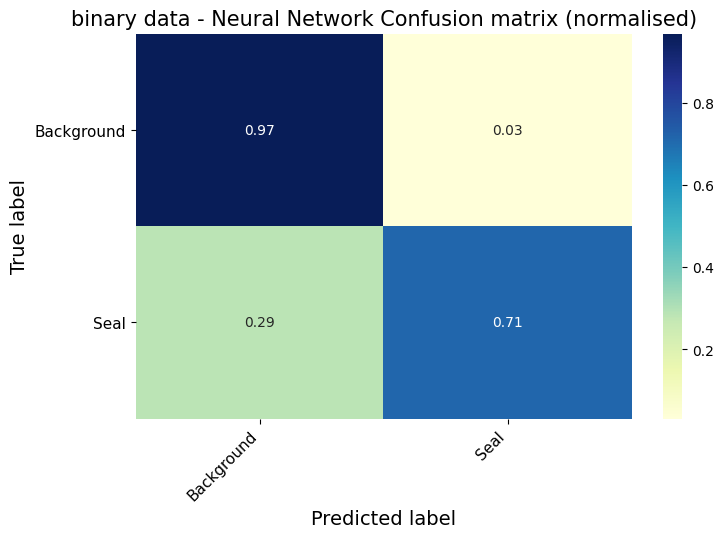 binary data - Neural Network Confusion matrix (normalised)
True label
Background
Seal
0.97
0.03
0.29
0.71
0.8
0.6
0.4
0.2
Background
Seal
Predicted label